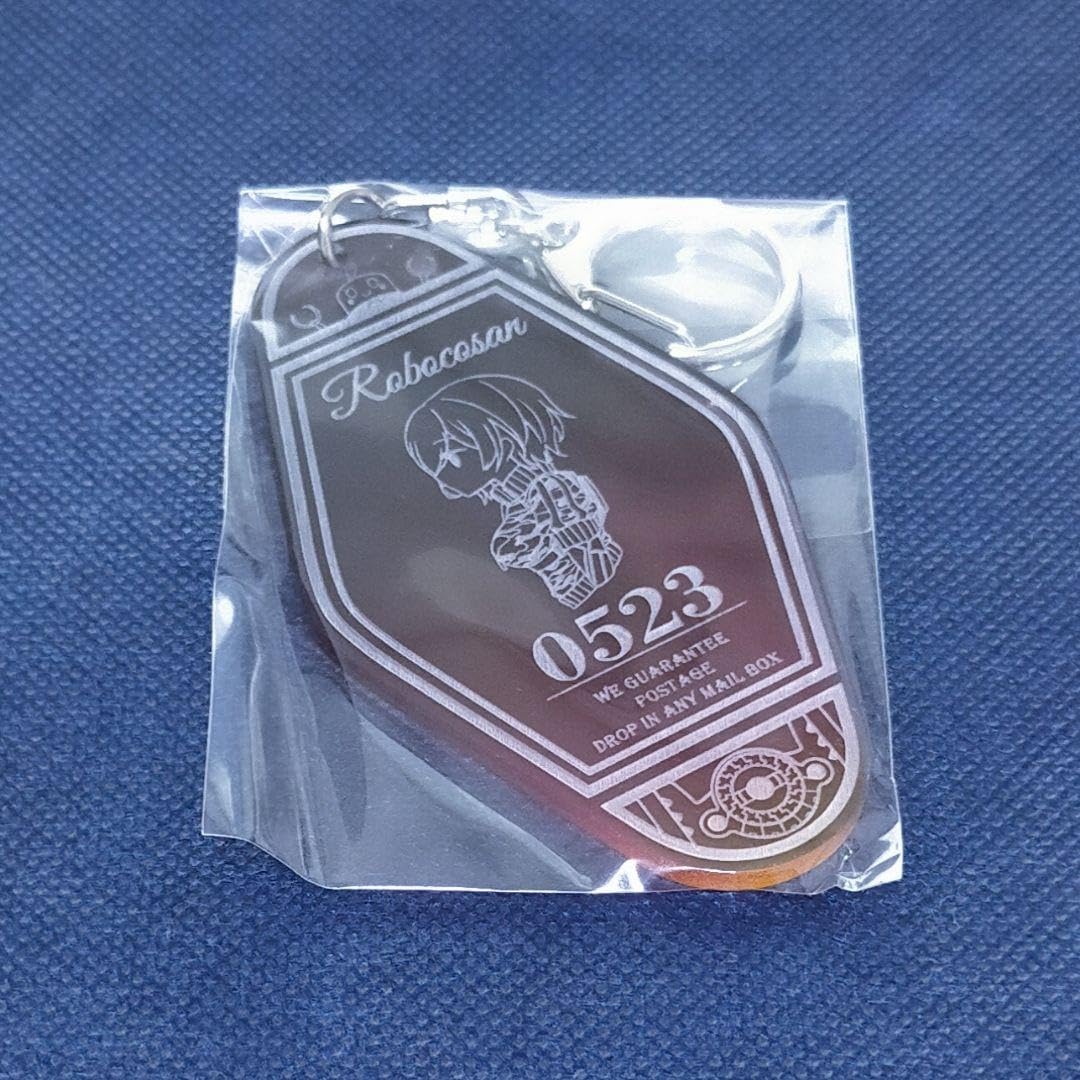 Robocosan
0523
WE GUARANTEE
POSTAGE
DROP IN ANY MAIL BOX